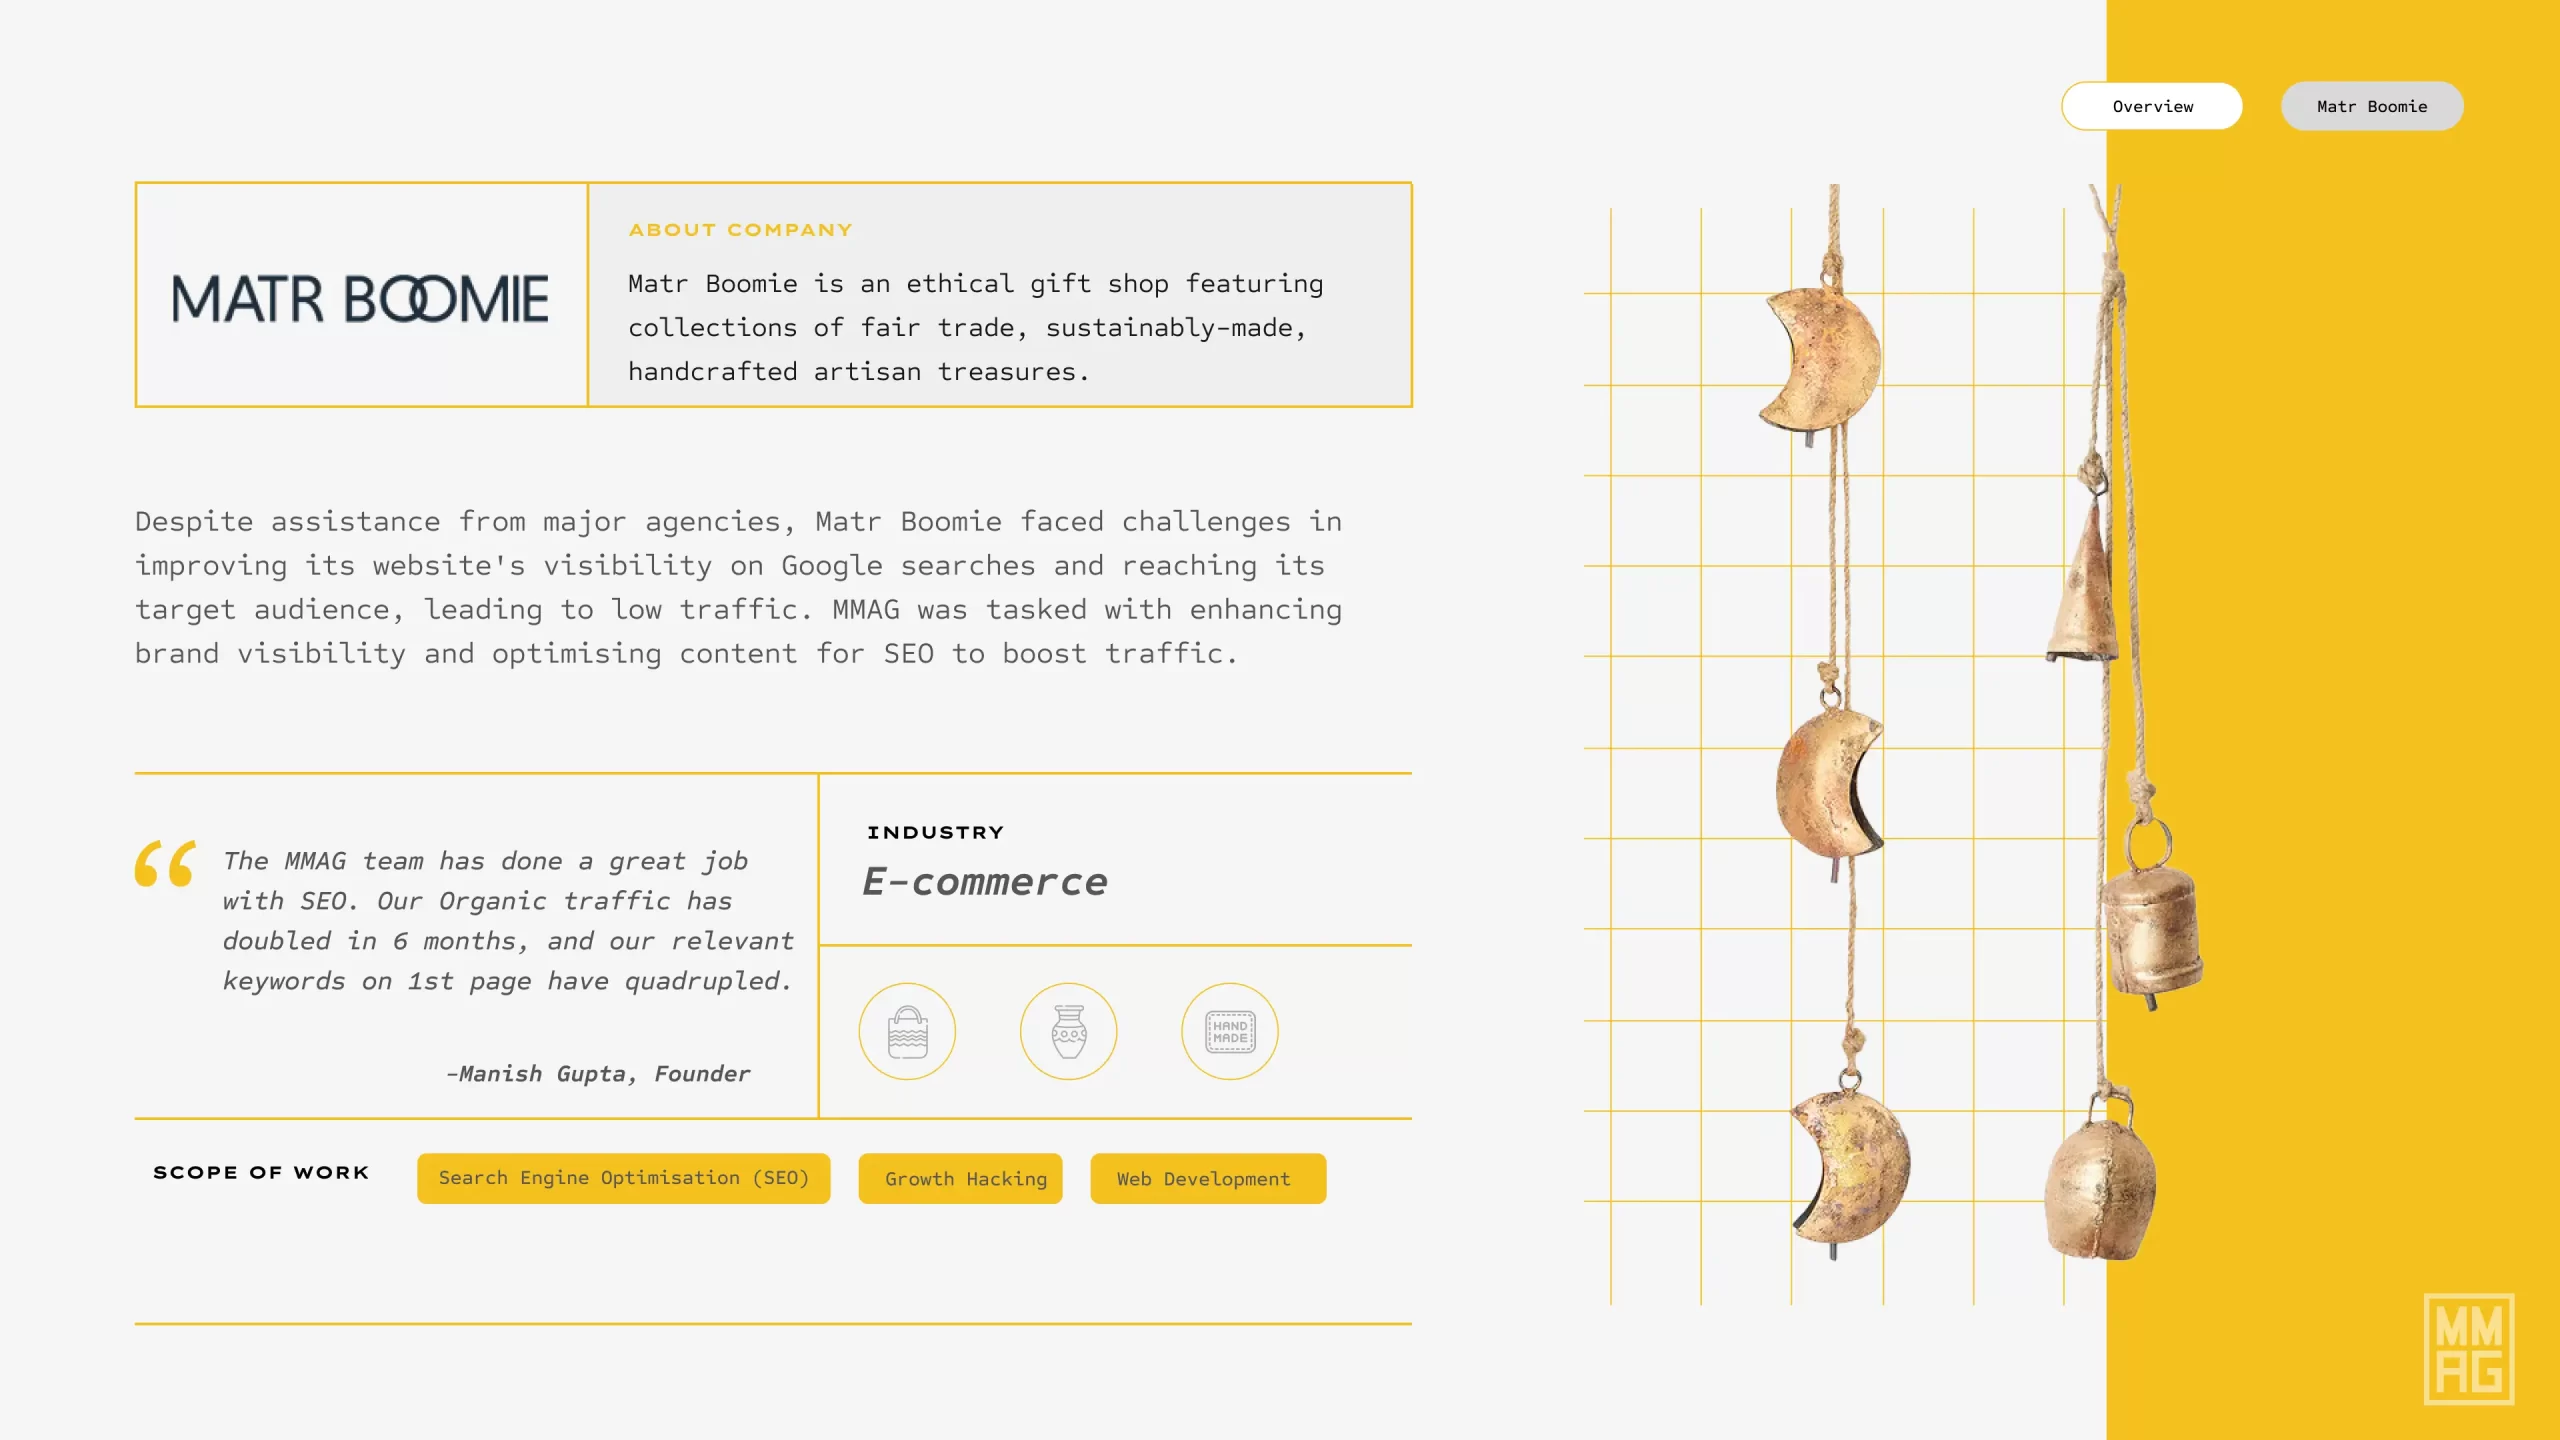 Overview
Matr Boomie
MATR BOOMIE
ABOUT COMPANY
Matr Boomie is an ethical gift shop featuring
collections of fair trade, sustainably-made,
handcrafted artisan treasures.
Despite assistance from major agencies, Matr Boomie faced challenges in
improving its website's visibility on Google searches and reaching its
target audience, leading to low traffic. MMAG was tasked with enhancing
brand visibility and optimising content for SEO to boost traffic.
“
The MMAG team has done a great job
with SEO. Our Organic traffic has
doubled in 6 months, and our relevant
keywords on 1st page have quadrupled.
-Manish Gupta, Founder
INDUSTRY
E-commerce
HAND
MADE
SCOPE OF WORK
Search Engine Optimisation (SEO)
Growth Hacking
Web Development
MM
AG